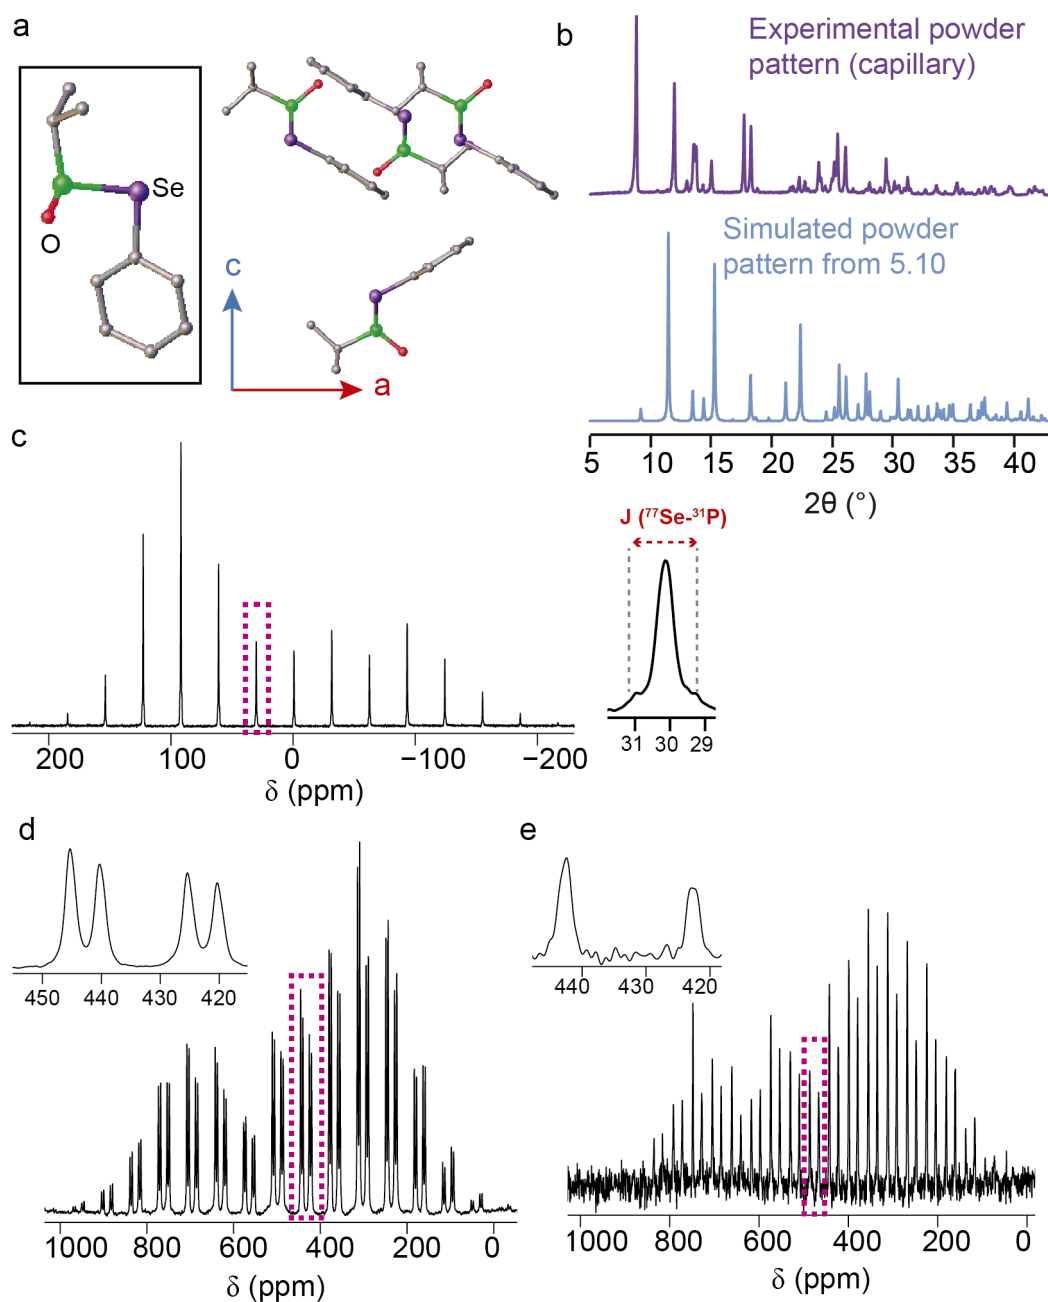 a
Se
O
c
a
b
Experimental powder
pattern (capillary)
Simulated powder
pattern from 5.10
5 10 15 20 25 30 35 40
2θ (°)
c
200 100 0 −100 −200
δ (ppm)
J (⁷⁷Se-³¹P)
31 30 29
d
450 440 430 420
1000 800 600 400 200 0
δ (ppm)
e
440 430 420
1000 800 600 400 200 0
δ (ppm)